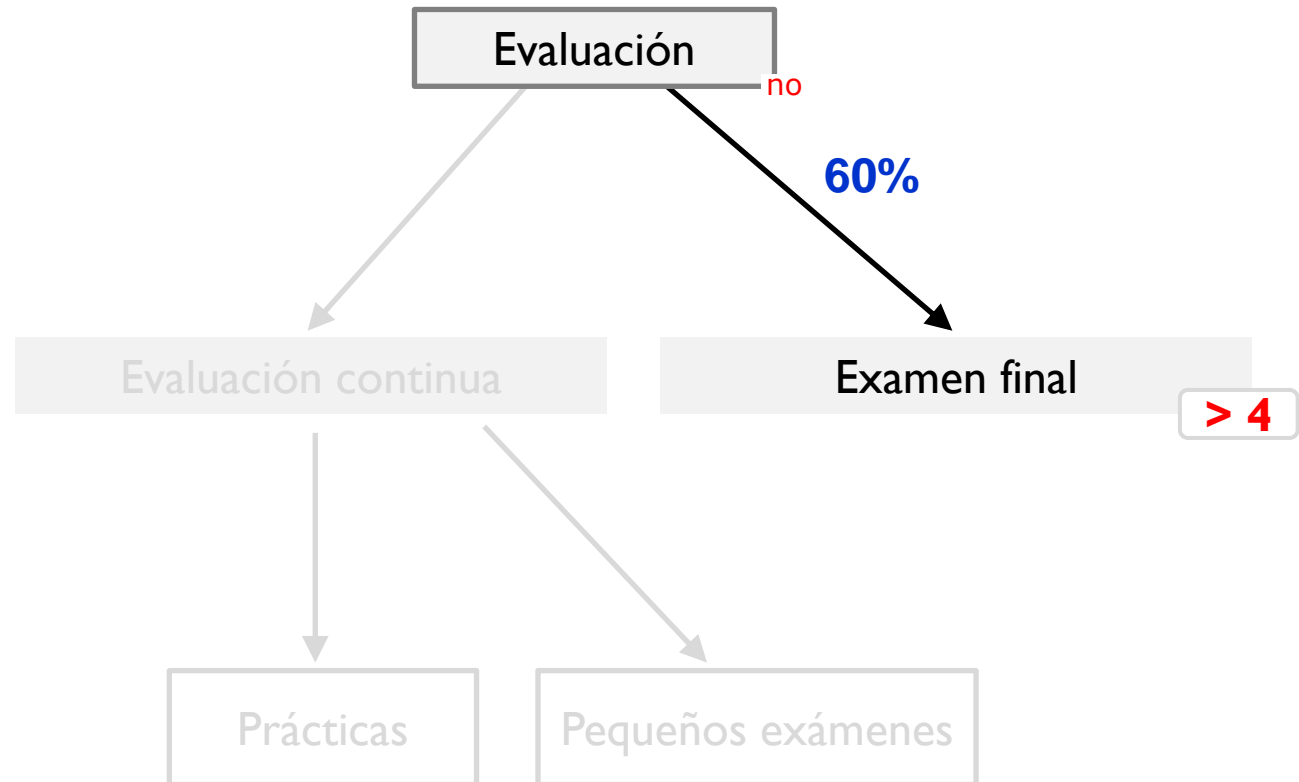 Evaluación
no
60%
Evaluación continua
Examen final
> 4
Prácticas
Pequeños exámenes